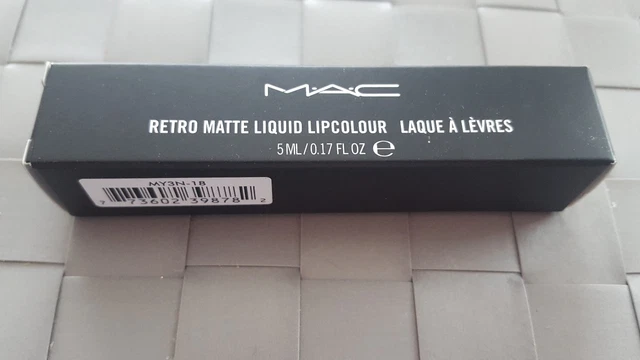 M·A·C
RETRO MATTE LIQUID LIPCOLOUR LAQUE À LÈVRES
5 ML/0.17 FL OZ ℮
MY3N-18
7 73602 39878 2